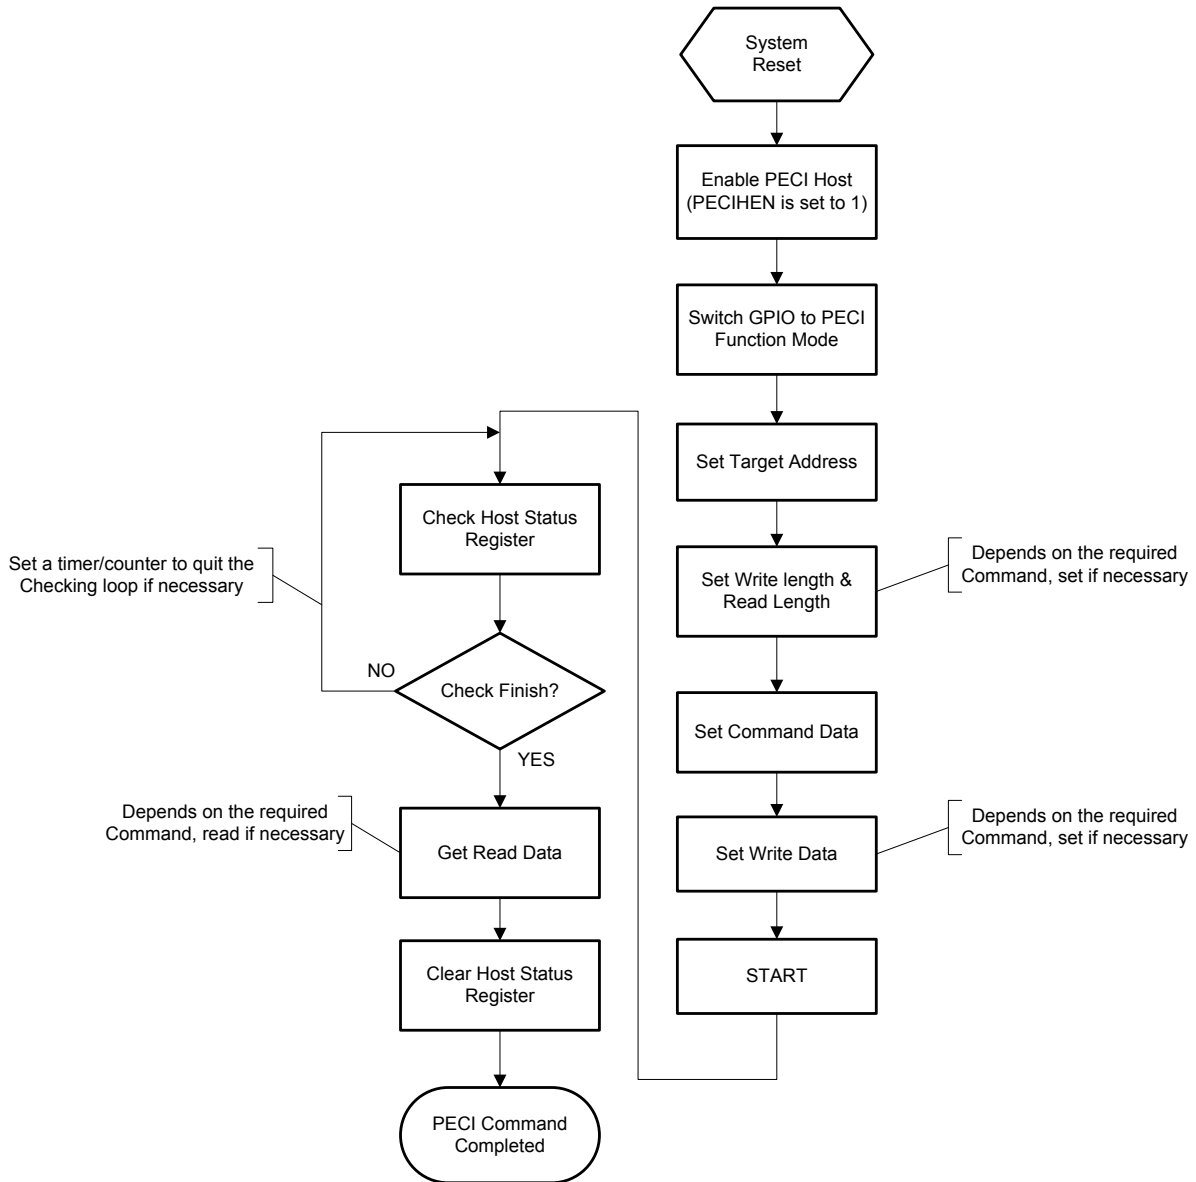 System
Reset
Enable PECI Host
(PECIHEN is set to 1)
Switch GPIO to PECI
Function Mode
Set Target Address
Set Write length &
Read Length
Depends on the required
Command, set if necessary
Set Command Data
Set Write Data
Depends on the required
Command, set if necessary
START
Check Host Status
Register
Set a timer/counter to quit the
Checking loop if necessary
Check Finish?
NO
YES
Get Read Data
Depends on the required
Command, read if necessary
Clear Host Status
Register
PECI Command
Completed